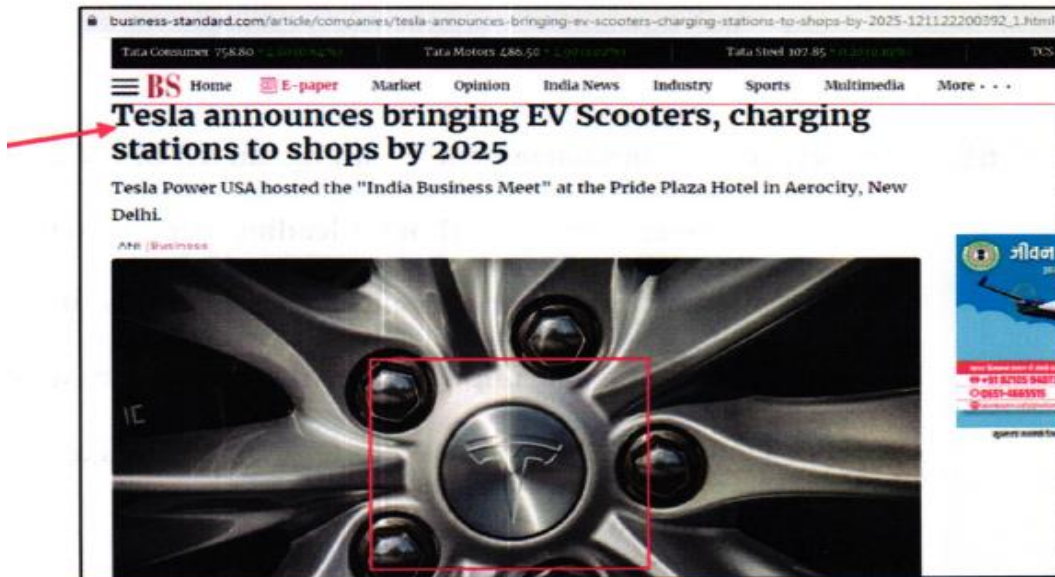 business-standard.com/article/companies/tesla-announces-bringing-ev-scooters-charging-stations-to-shops-by-2025-121122200392_1.html
Tata Consumer 758.80 Tata Motors 486.50 Tata Steel 107.85 TCS
BS Home E-paper Market Opinion India News Industry Sports Multimedia More
Tesla announces bringing EV Scooters, charging
stations to shops by 2025
Tesla Power USA hosted the "India Business Meet" at the Pride Plaza Hotel in Aerocity, New
Delhi.
ANI | Business
जीवन